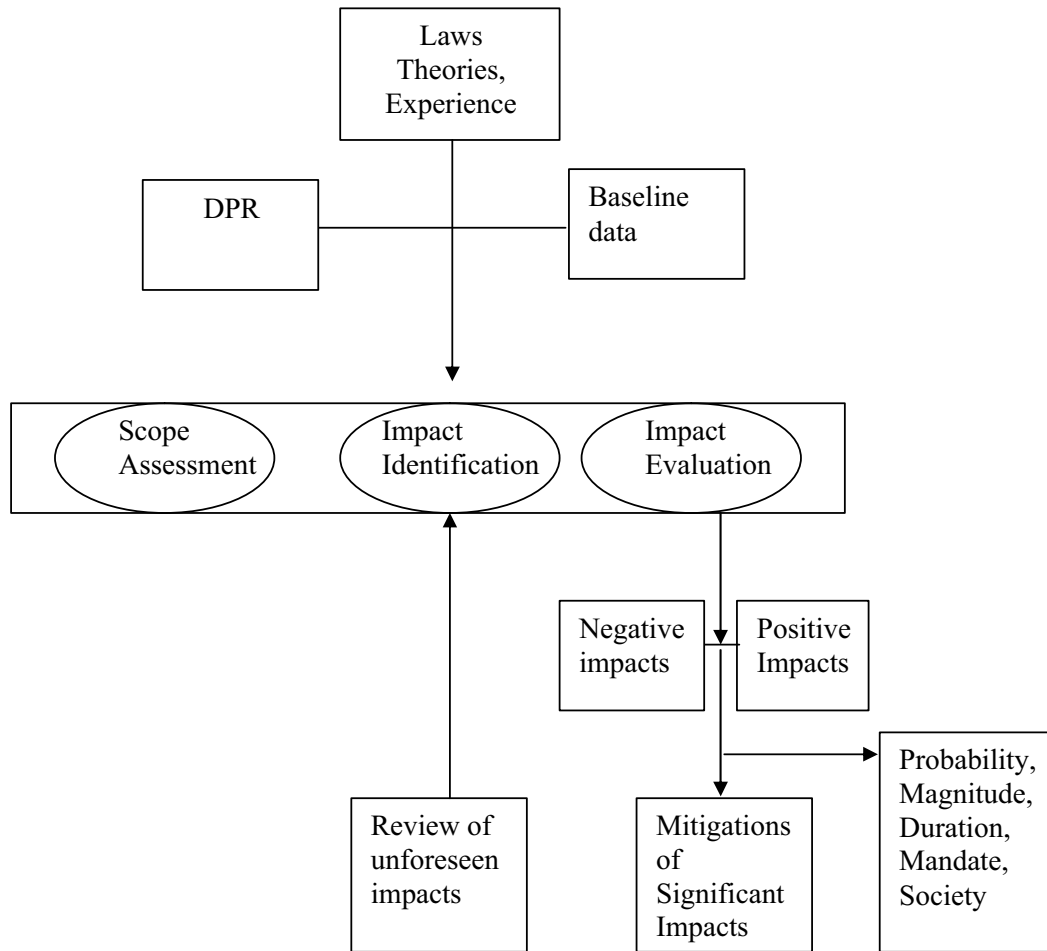 Laws
Theories,
Experience
DPR
Baseline
data
Scope
Assessment
Impact
Identification
Impact
Evaluation
Negative
impacts
Positive
Impacts
Probability,
Magnitude,
Duration,
Mandate,
Society
Review of
unforeseen
impacts
Mitigations
of
Significant
Impacts